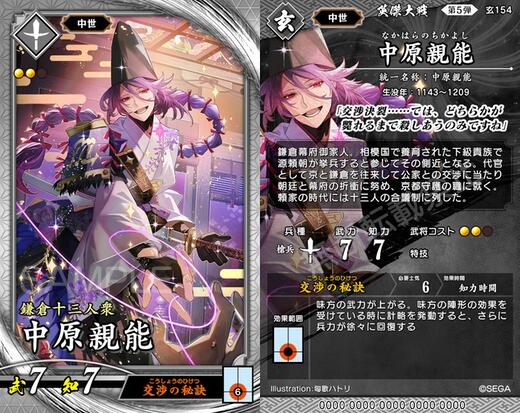 中世
鎌倉十三人衆
中原親能
武7 知7
こうしょうのひけつ
交渉の秘訣
6
SAMPLE
玄
中世
英傑大戦
第5弾
玄154
なかはらのちかよし
中原親能
統一名称：中原親能
生没年：1143～1209
「交渉決裂……では、どちらかが
斃れるまで殺しあうのみですね」
鎌倉幕府御家人。相模国で養育された下級貴族で
源頼朝が挙兵すると参じてその側近となる。代官
として京と鎌倉を往来して公家との交渉に当たり
朝廷と幕府の折衝に努め、京都守護の職に就く。
頼家の時代には十三人の合議制に列した。
兵種 武力 知力 武将コスト
槍兵 7 7 特技
こうしょうのひけつ 必要士気 効果時間
交渉の秘訣 6 知力時間
効果範囲
味方の武力が上がる。味方の陣形の効果を
受けている時に計略を発動すると、さらに
兵力が徐々に回復する
Illustration：匈歌ハトリ
©SEGA
0000 0000 0000 0000 0000